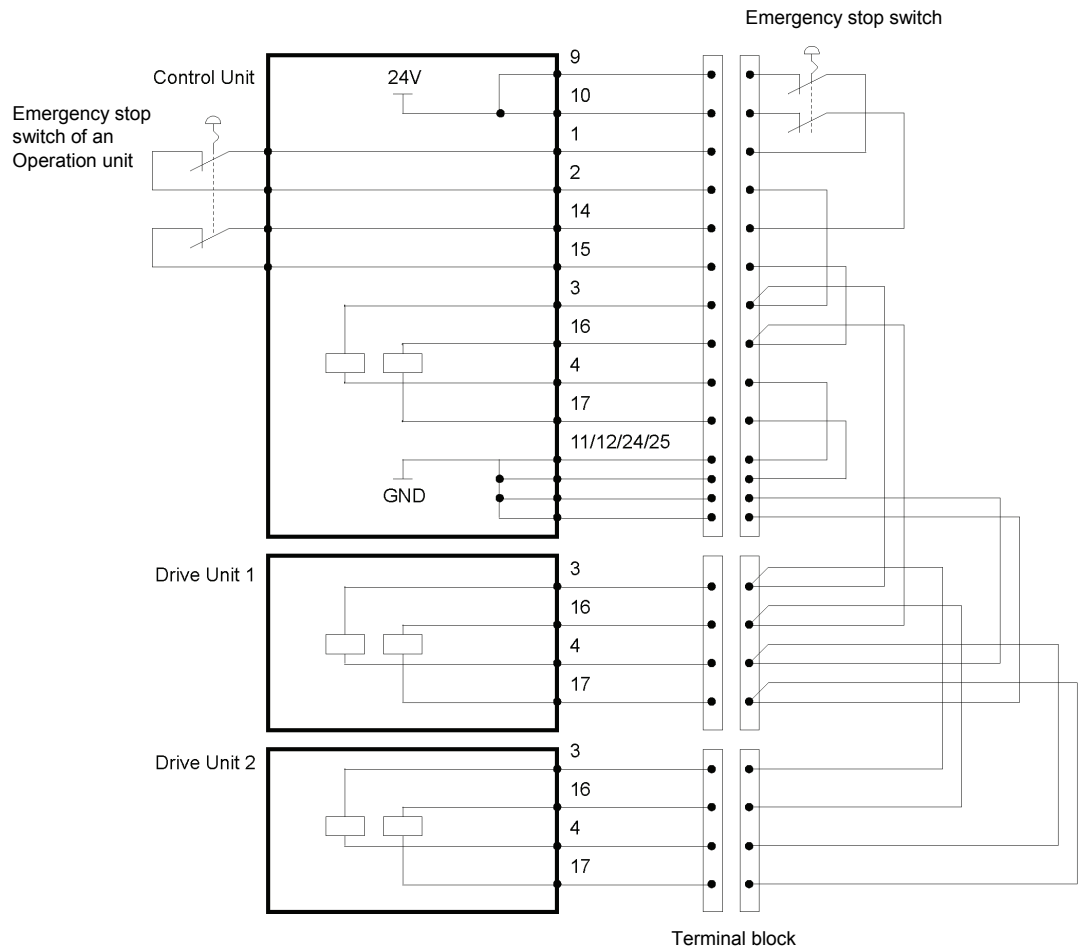 Emergency stop switch
Control Unit
24V
9
10
Emergency stop
switch of an
Operation unit
1
2
14
15
3
16
4
17
11/12/24/25
GND
Drive Unit 1
3
16
4
17
Drive Unit 2
3
16
4
17
Terminal block